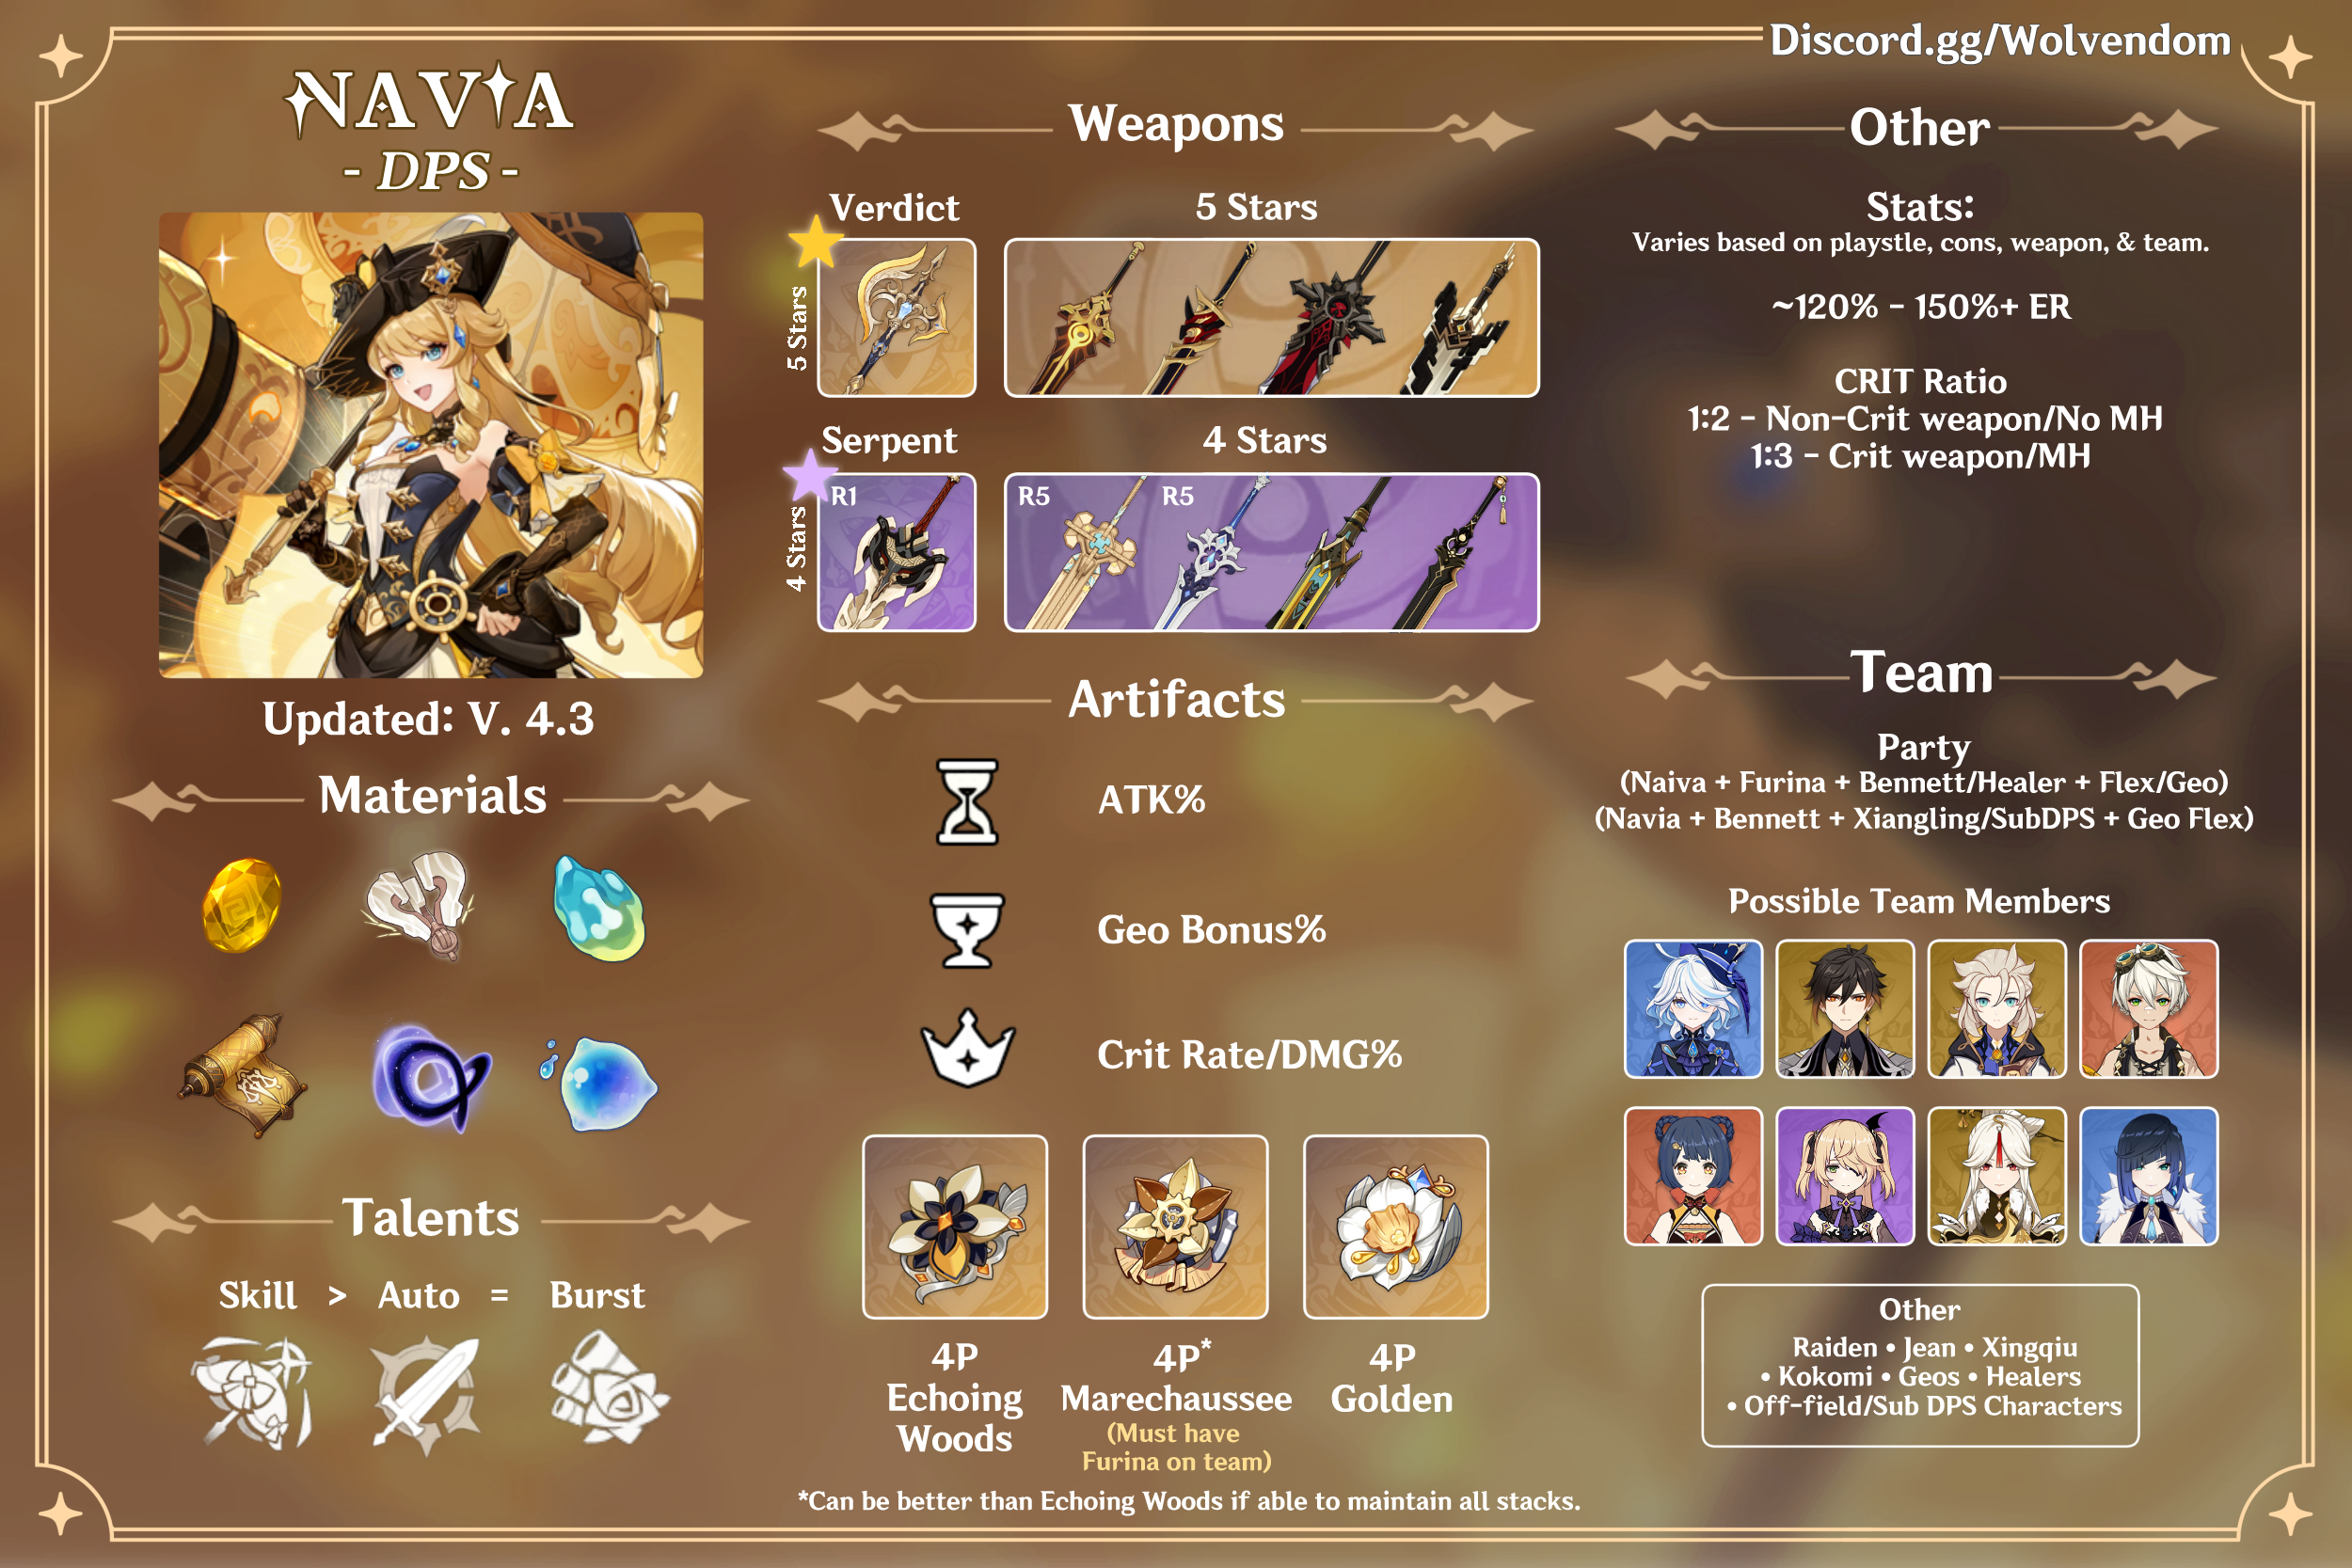 Discord.gg/Wolvendom
NAVIA
- DPS -
Updated: V. 4.3
Materials
Talents
Skill > Auto = Burst
Weapons
Verdict
5 Stars
5 Stars
Serpent
4 Stars
4 Stars
R1
R5
R5
Artifacts
ATK%
Geo Bonus%
Crit Rate/DMG%
4P
Echoing
Woods
4P*
Marechaussee
(Must have
Furina on team)
4P
Golden
*Can be better than Echoing Woods if able to maintain all stacks.
Other
Stats:
Varies based on playstle, cons, weapon, & team.
~120% - 150%+ ER
CRIT Ratio
1:2 - Non-Crit weapon/No MH
1:3 - Crit weapon/MH
Team
Party
(Naiva + Furina + Bennett/Healer + Flex/Geo)
(Navia + Bennett + Xiangling/SubDPS + Geo Flex)
Possible Team Members
Other
Raiden • Jean • Xingqiu
• Kokomi • Geos • Healers
• Off-field/Sub DPS Characters